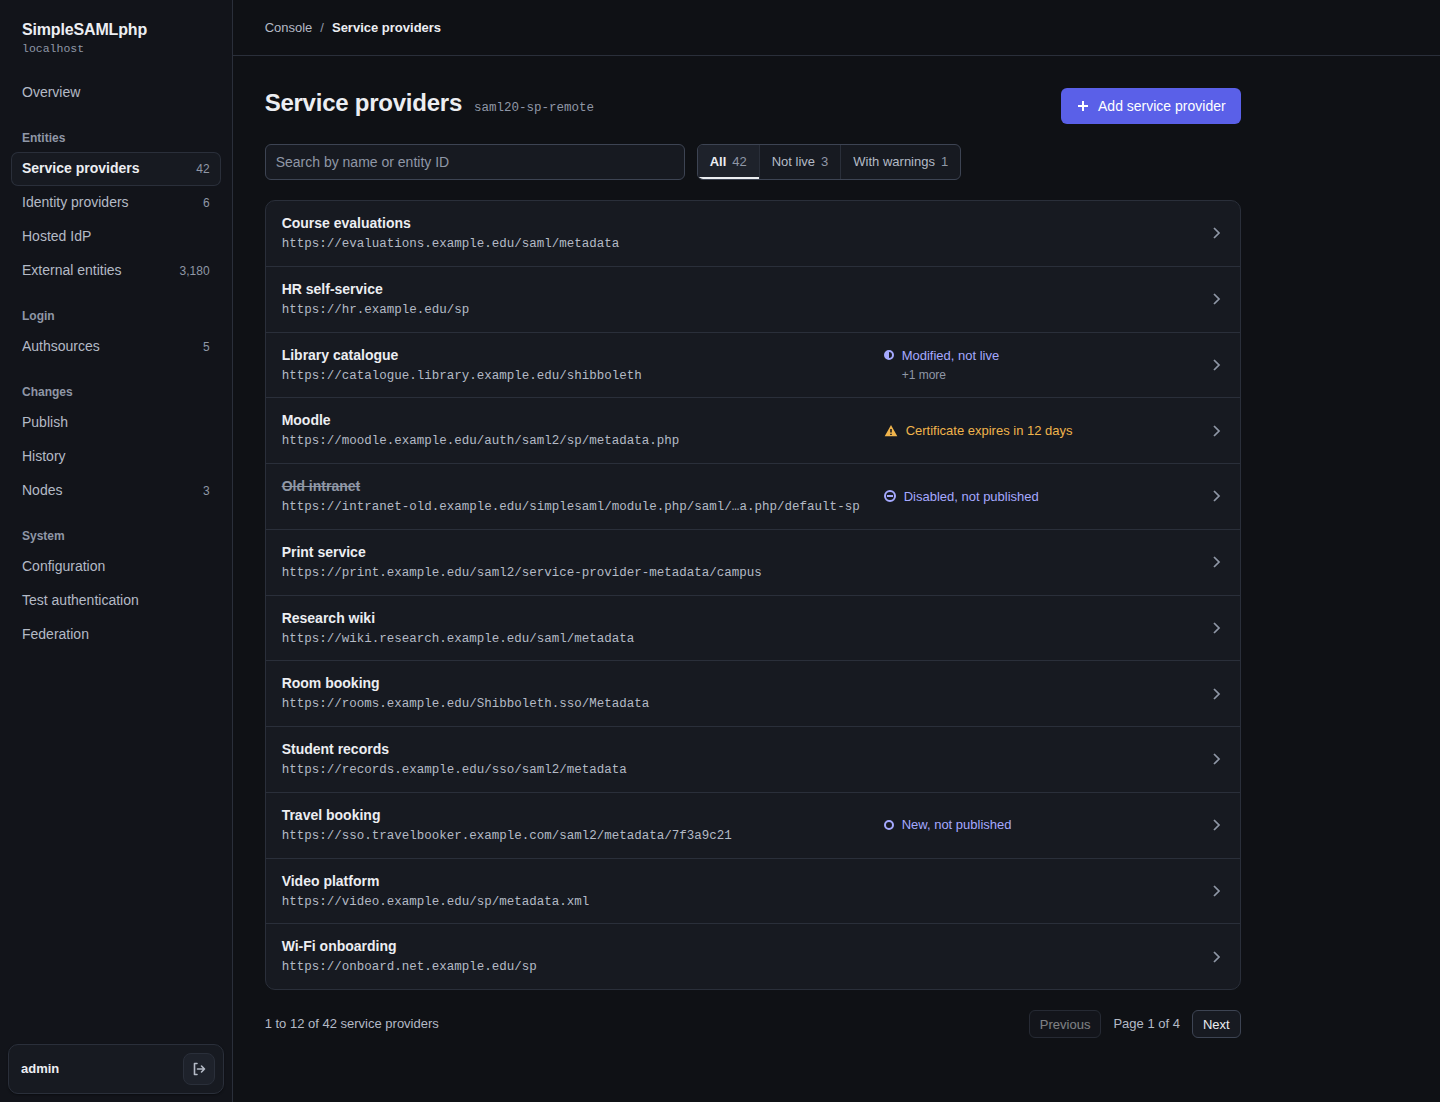 SimpleSAMLphp
localhost
Overview
Entities
Service providers 42
Identity providers 6
Hosted IdP
External entities 3,180
Login
Authsources 5
Changes
Publish
History
Nodes 3
System
Configuration
Test authentication
Federation
admin
Console / Service providers
Service providers saml20-sp-remote
Add service provider
Search by name or entity ID
All 42 Not live 3 With warnings 1
Course evaluations
https://evaluations.example.edu/saml/metadata
HR self-service
https://hr.example.edu/sp
Library catalogue
https://catalogue.library.example.edu/shibboleth
Modified, not live
+1 more
Moodle
https://moodle.example.edu/auth/saml2/sp/metadata.php
Certificate expires in 12 days
Old intranet
https://intranet-old.example.edu/simplesaml/module.php/saml/…a.php/default-sp
Disabled, not published
Print service
https://print.example.edu/saml2/service-provider-metadata/campus
Research wiki
https://wiki.research.example.edu/saml/metadata
Room booking
https://rooms.example.edu/Shibboleth.sso/Metadata
Student records
https://records.example.edu/sso/saml2/metadata
Travel booking
https://sso.travelbooker.example.com/saml2/metadata/7f3a9c21
New, not published
Video platform
https://video.example.edu/sp/metadata.xml
Wi-Fi onboarding
https://onboard.net.example.edu/sp
1 to 12 of 42 service providers
Previous Page 1 of 4 Next